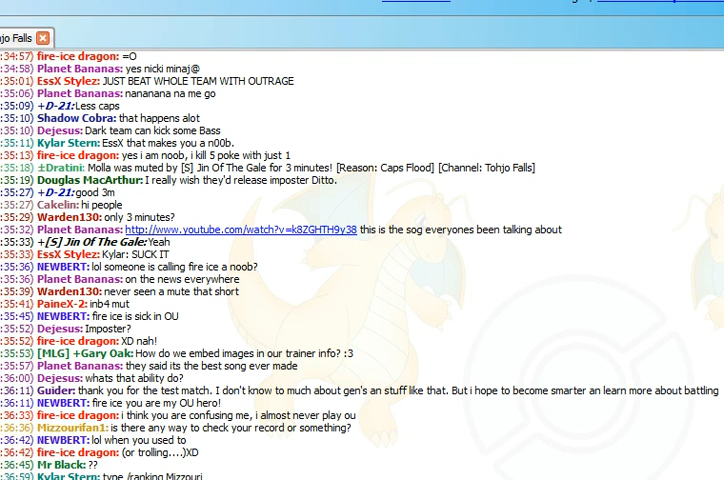 jo Falls
:34:57) fire-ice dragon: =O
:34:58) Planet Bananas: yes nicki minaj@
:35:01) EssX Stylez: JUST BEAT WHOLE TEAM WITH OUTRAGE
:35:06) Planet Bananas: nananana na me go
:35:09) +D-21: Less caps
:35:10) Shadow Cobra: that happens alot
:35:10) Dejesus: Dark team can kick some Bass
:35:11) Kylar Stern: EssX that makes you a n00b.
:35:13) fire-ice dragon: yes i am noob, i kill 5 poke with just 1
:35:18) ±Dratini: Molla was muted by [S] Jin Of The Gale for 3 minutes! [Reason: Caps Flood] [Channel: Tohjo Falls]
:35:19) Douglas MacArthur: I really wish they'd release imposter Ditto.
:35:27) +D-21: good 3m
:35:27) Cakelin: hi people
:35:29) Warden130: only 3 minutes?
:35:32) Planet Bananas: http://www.youtube.com/watch?v=k8ZGHTH9y38 this is the sog everyones been talking about
:35:33) +[S] Jin Of The Gale: Yeah
:35:33) EssX Stylez: Kylar: SUCK IT
:35:36) NEWBERT: lol someone is calling fire ice a noob?
:35:36) Planet Bananas: on the news everywhere
:35:39) Warden130: never seen a mute that short
:35:41) PaineX-2: inb4 mut
:35:45) NEWBERT: fire ice is sick in OU
:35:52) Dejesus: Imposter?
:35:52) fire-ice dragon: XD nah!
:35:53) [MLG] +Gary Oak: How do we embed images in our trainer info? :3
:35:57) Planet Bananas: they said its the best song ever made
:36:00) Dejesus: whats that ability do?
:36:11) Guider: thank you for the test match. I don't know to much about gen's an stuff like that. But i hope to become smarter an learn more about battling
:36:11) NEWBERT: fire ice you are my OU hero!
:36:33) fire-ice dragon: i think you are confusing me, i almost never play ou
:36:36) Mizzourifan1: is there any way to check your record or something?
:36:42) NEWBERT: lol when you used to
:36:42) fire-ice dragon: (or trolling....)XD
:36:45) Mr Black: ??
:36:59) Kylar Stern: type /ranking Mizzouri